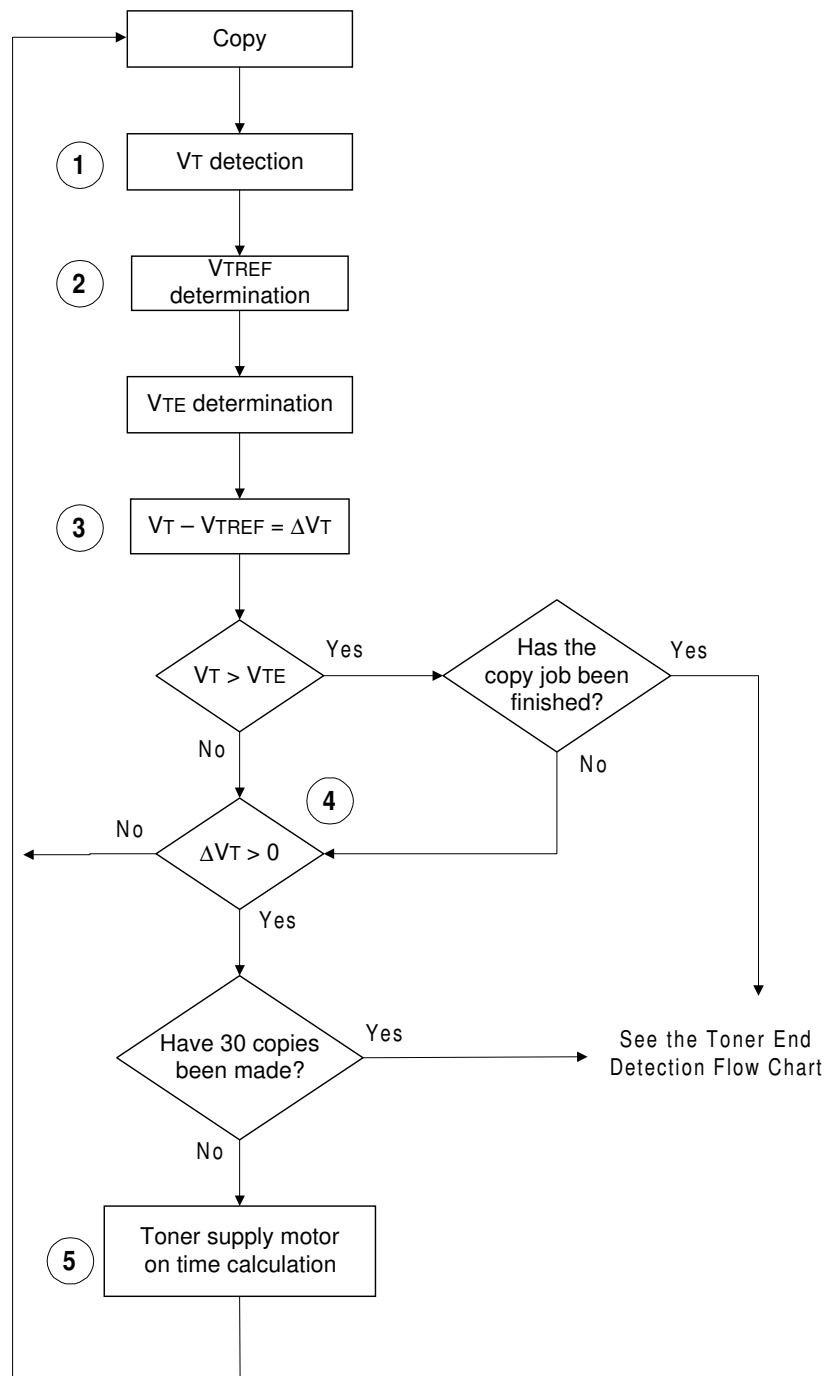 Copy
1
VT detection
2
VTREF
determination
VTE determination
3
VT – VTREF = ΔVT
VT > VTE
Yes
No
Has the
copy job been
finished?
Yes
No
4
ΔVT > 0
No
Yes
Have 30 copies
been made?
Yes
No
See the Toner End
Detection Flow Chart
5
Toner supply motor
on time calculation